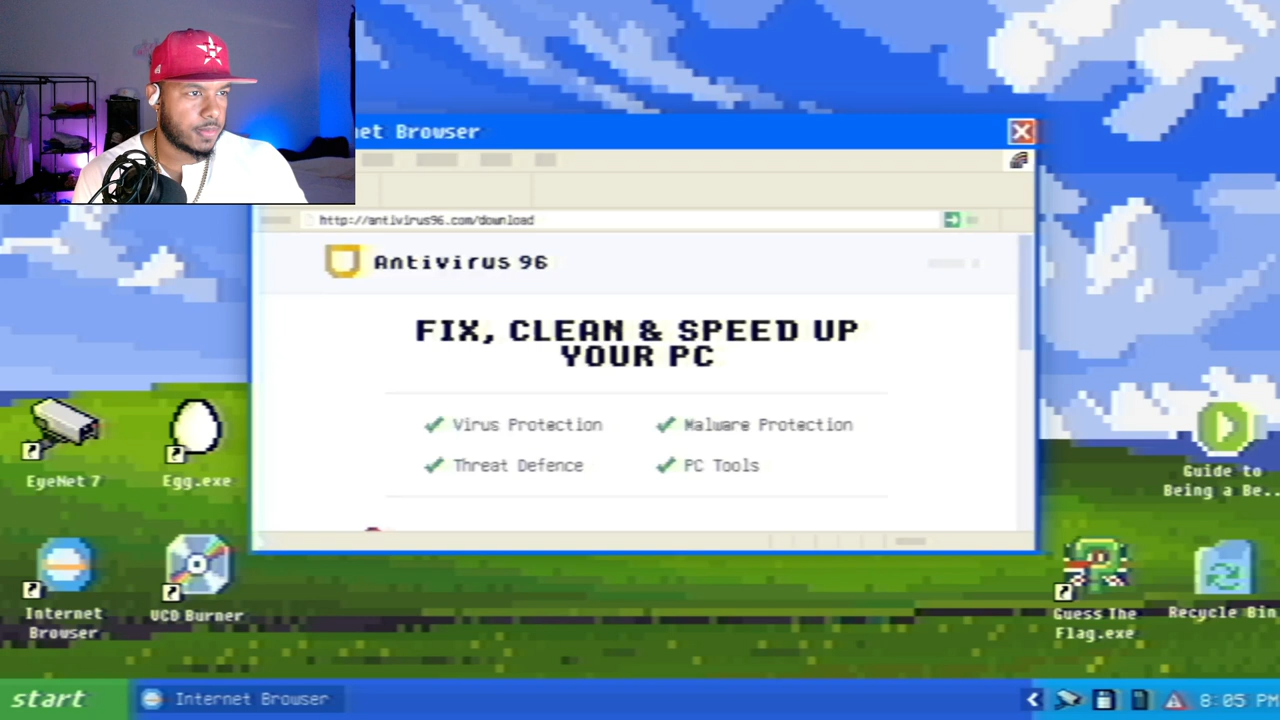 net Browser
http://antivirus96.com/download
Antivirus 96
FIX, CLEAN & SPEED UP
YOUR PC
Virus Protection
Malware Protection
Threat Defence
PC Tools
EyeNet 7
Egg.exe
Internet
Browser
VCD Burner
Guide to
Being a Be..
Guess The
Flag.exe
Recycle Bin
start
Internet Browser
8:05 PM